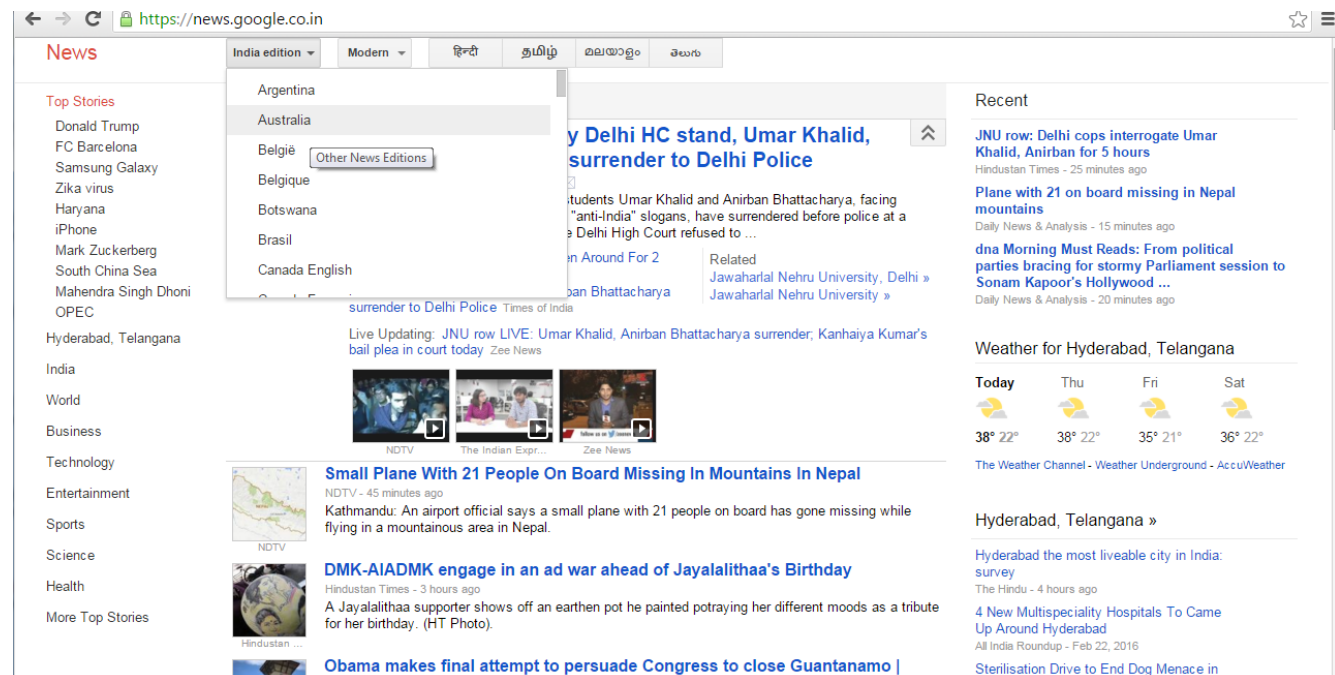 https://news.google.co.in
News
India edition
Modern
हिन्दी
தமிழ்
മലയാളം
తెలుగు
Argentina
Australia
België
Other News Editions
Belgique
Botswana
Brasil
Canada English
Top Stories
Donald Trump
FC Barcelona
Samsung Galaxy
Zika virus
Haryana
iPhone
Mark Zuckerberg
South China Sea
Mahendra Singh Dhoni
OPEC
Hyderabad, Telangana
India
World
Business
Technology
Entertainment
Sports
Science
Health
More Top Stories
y Delhi HC stand, Umar Khalid,
surrender to Delhi Police
students Umar Khalid and Anirban Bhattacharya, facing
"anti-India" slogans, have surrendered before police at a
e Delhi High Court refused to ...
en Around For 2
ban Bhattacharya
surrender to Delhi Police Times of India
Related
Jawaharlal Nehru University, Delhi »
Jawaharlal Nehru University »
Live Updating: JNU row LIVE: Umar Khalid, Anirban Bhattacharya surrender; Kanhaiya Kumar's
bail plea in court today Zee News
NDTV
The Indian Expr...
Zee News
Small Plane With 21 People On Board Missing In Mountains In Nepal
NDTV - 45 minutes ago
Kathmandu: An airport official says a small plane with 21 people on board has gone missing while
flying in a mountainous area in Nepal.
NDTV
DMK-AIADMK engage in an ad war ahead of Jayalalithaa's Birthday
Hindustan Times - 3 hours ago
A Jayalalithaa supporter shows off an earthen pot he painted potraying her different moods as a tribute
for her birthday. (HT Photo).
Hindustan ...
Obama makes final attempt to persuade Congress to close Guantanamo |
Recent
JNU row: Delhi cops interrogate Umar
Khalid, Anirban for 5 hours
Hindustan Times - 25 minutes ago
Plane with 21 on board missing in Nepal
mountains
Daily News & Analysis - 15 minutes ago
dna Morning Must Reads: From political
parties bracing for stormy Parliament session to
Sonam Kapoor's Hollywood ...
Daily News & Analysis - 20 minutes ago
Weather for Hyderabad, Telangana
Today Thu Fri Sat
38° 22° 38° 22° 35° 21° 36° 22°
The Weather Channel - Weather Underground - AccuWeather
Hyderabad, Telangana »
Hyderabad the most liveable city in India:
survey
The Hindu - 4 hours ago
4 New Multispeciality Hospitals To Came
Up Around Hyderabad
All India Roundup - Feb 22, 2016
Sterilisation Drive to End Dog Menace in